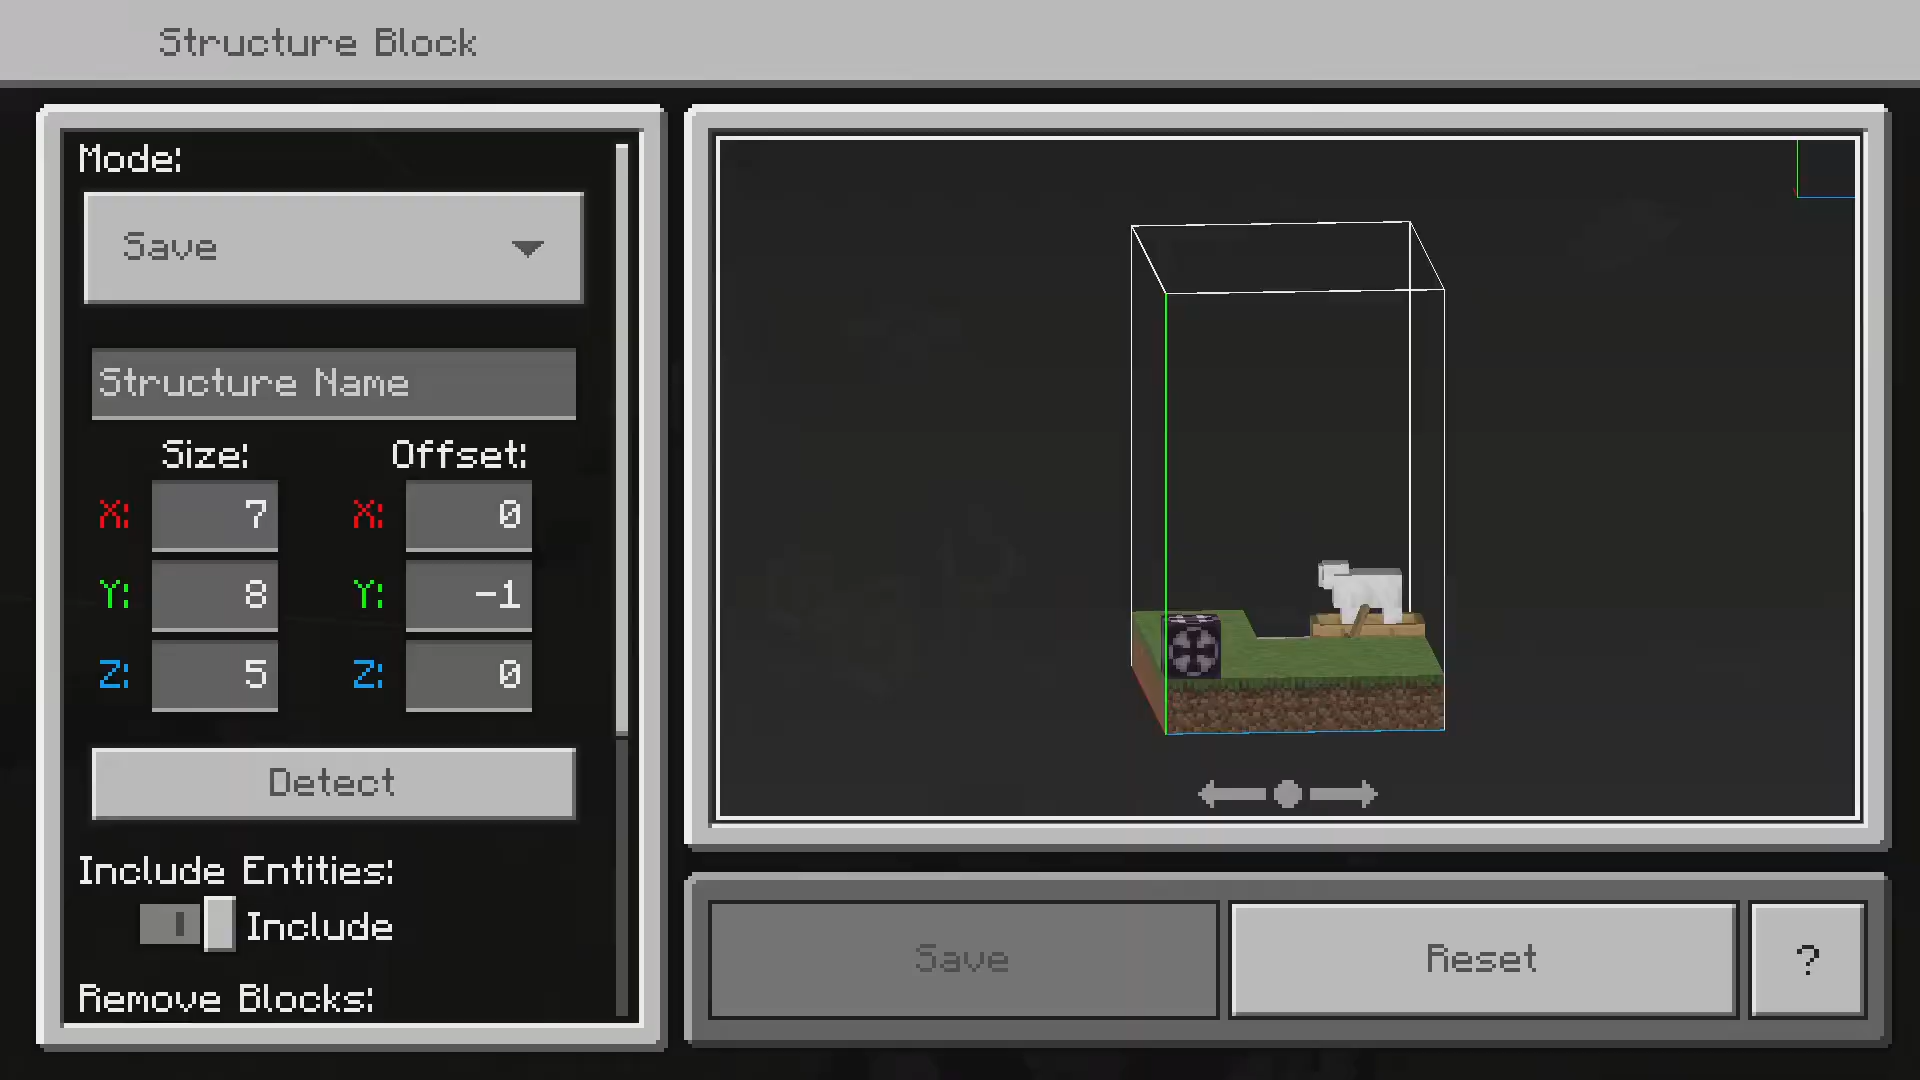 Structure Block
Mode:
Save
Structure Name
Size: Offset:
X: 7 X: 0
Y: 8 Y: -1
Z: 5 Z: 0
Detect
Include Entities:
Include
Remove Blocks:
Save Reset ?